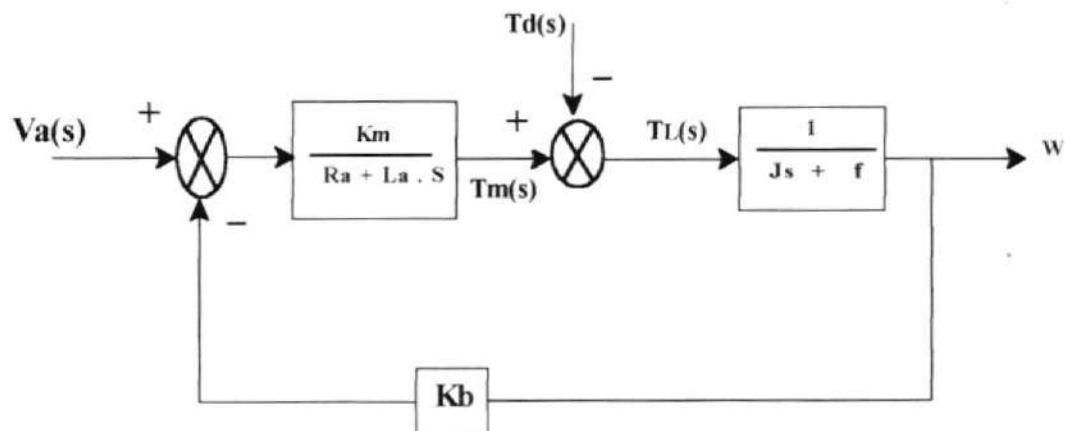 Td(s)
−
+
Va(s)
−
Km
Ra + La . S
Tm(s)
+
TL(s)
1
Js + f
W
Kb